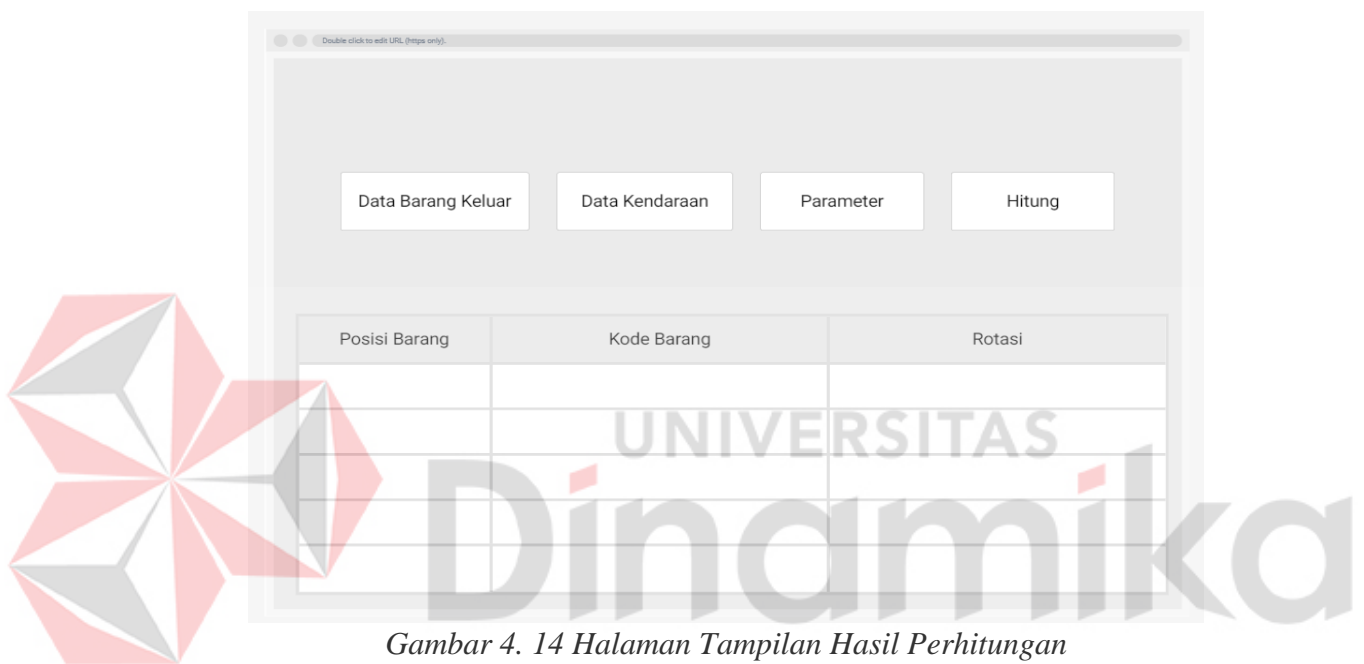 Double click to edit URL (https only).
Data Barang Keluar
Data Kendaraan
Parameter
Hitung
Posisi Barang
Kode Barang
Rotasi
UNIVERSITAS
Dinamika
Gambar 4. 14 Halaman Tampilan Hasil Perhitungan